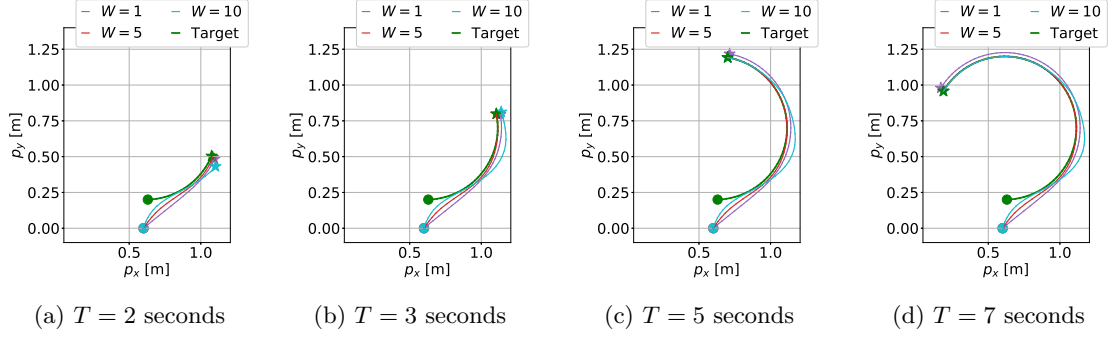 W = 1 W = 10
W = 5 Target
1.25
1.00
0.75
0.50
0.25
0.00
p_y [m]
0.5 1.0
p_x [m]
(a) T = 2 seconds
W = 1 W = 10
W = 5 Target
1.25
1.00
0.75
0.50
0.25
0.00
p_y [m]
0.5 1.0
p_x [m]
(b) T = 3 seconds
W = 1 W = 10
W = 5 Target
1.25
1.00
0.75
0.50
0.25
0.00
p_y [m]
0.5 1.0
p_x [m]
(c) T = 5 seconds
W = 1 W = 10
W = 5 Target
1.25
1.00
0.75
0.50
0.25
0.00
p_y [m]
0.5 1.0
p_x [m]
(d) T = 7 seconds